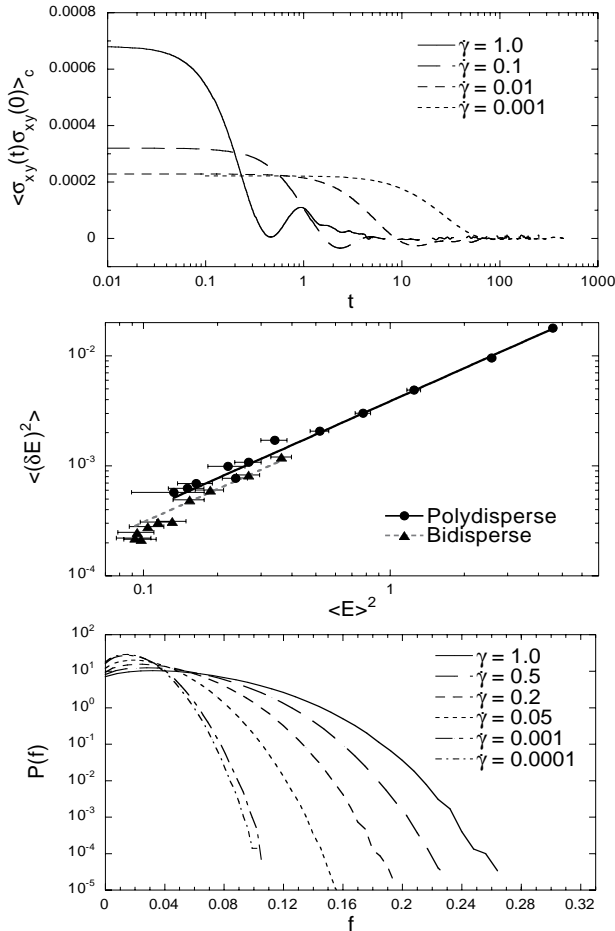 0.0008
0.0006
0.0004
0.0002
0
<σxy(t)σxy(0)>c
γ̇ = 1.0
γ̇ = 0.1
γ̇ = 0.01
γ̇ = 0.001
0.01 0.1 1 10 100 1000
t
10-2
10-3
10-4
<(δE)2>
Polydisperse
Bidisperse
0.1 1
<E>2
102
101
100
10-1
10-2
10-3
10-4
10-5
P(f)
γ̇ = 1.0
γ̇ = 0.5
γ̇ = 0.2
γ̇ = 0.05
γ̇ = 0.001
γ̇ = 0.0001
0 0.04 0.08 0.12 0.16 0.2 0.24 0.28 0.32
f